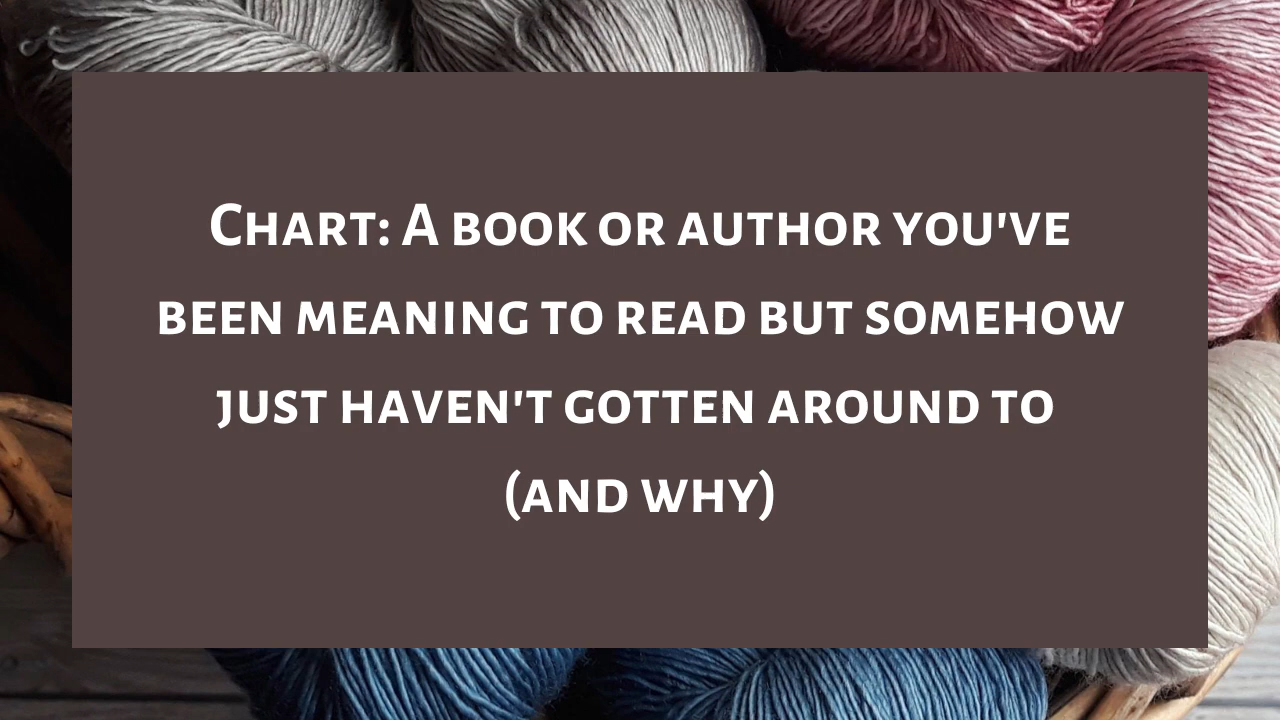 Chart: A book or author you've
been meaning to read but somehow
just haven't gotten around to
(and why)